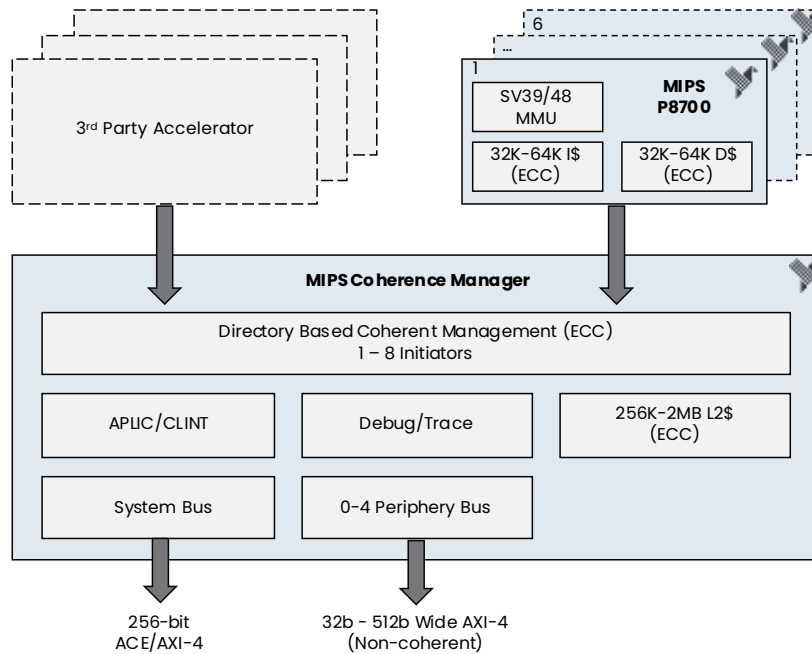 6
...
1
MIPS
P8700
SV39/48
MMU
32K-64K I$
(ECC)
32K-64K D$
(ECC)
3rd Party Accelerator
MIPS Coherence Manager
Directory Based Coherent Management (ECC)
1 – 8 Initiators
APLIC/CLINT
Debug/Trace
256K-2MB L2$
(ECC)
System Bus
0-4 Periphery Bus
256-bit
ACE/AXI-4
32b - 512b Wide AXI-4
(Non-coherent)